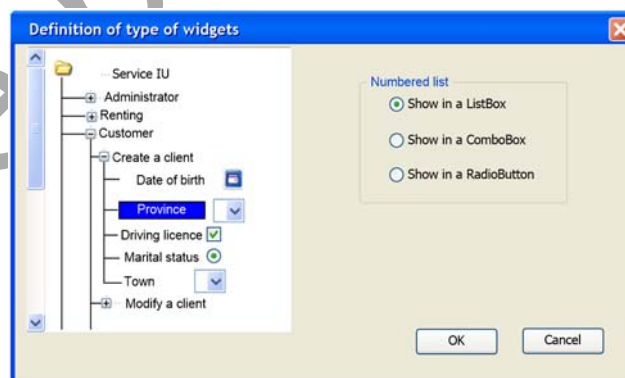 Definition of type of widgets
Service IU
Administrator
Renting
Customer
Create a client
Date of birth
Province
Driving licence
Marital status
Town
Modify a client
Numbered list
Show in a ListBox
Show in a ComboBox
Show in a RadioButton
OK
Cancel